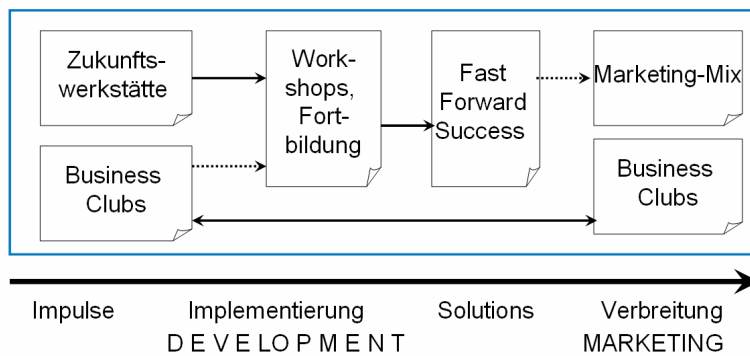 Zukunfts-
werkstätte
Work-
shops,
Fort-
bildung
Fast
Forward
Success
Marketing-Mix
Business
Clubs
Business
Clubs
Impulse
Implementierung
Solutions
Verbreitung
D E V E L O P M E N T
MARKETING